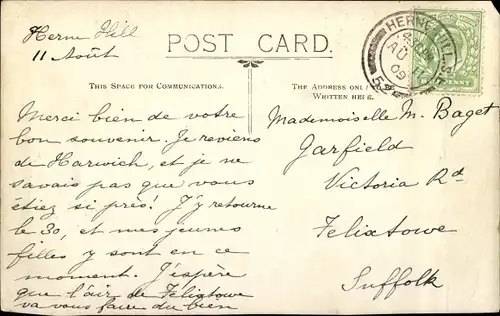 Herne Hill
11 Août
POST CARD.
THIS SPACE FOR COMMUNICATIONS.
THE ADDRESS ONLY
WRITTEN HERE.
HERNE HILL S.E.
AU 11
09
Merci bien de votre
bon souvenir. Je reviens
de Harwich, et je ne
savais pas que vous
étiez si près! J'y retourne
le 30, et mes jeunes
filles y sont en ce
moment. J'espère
que l'air de Felixtowe
va vous faire du bien
Mademoiselle M. Baget
Garfield
Victoria Rd
Felixtowe
Suffolk